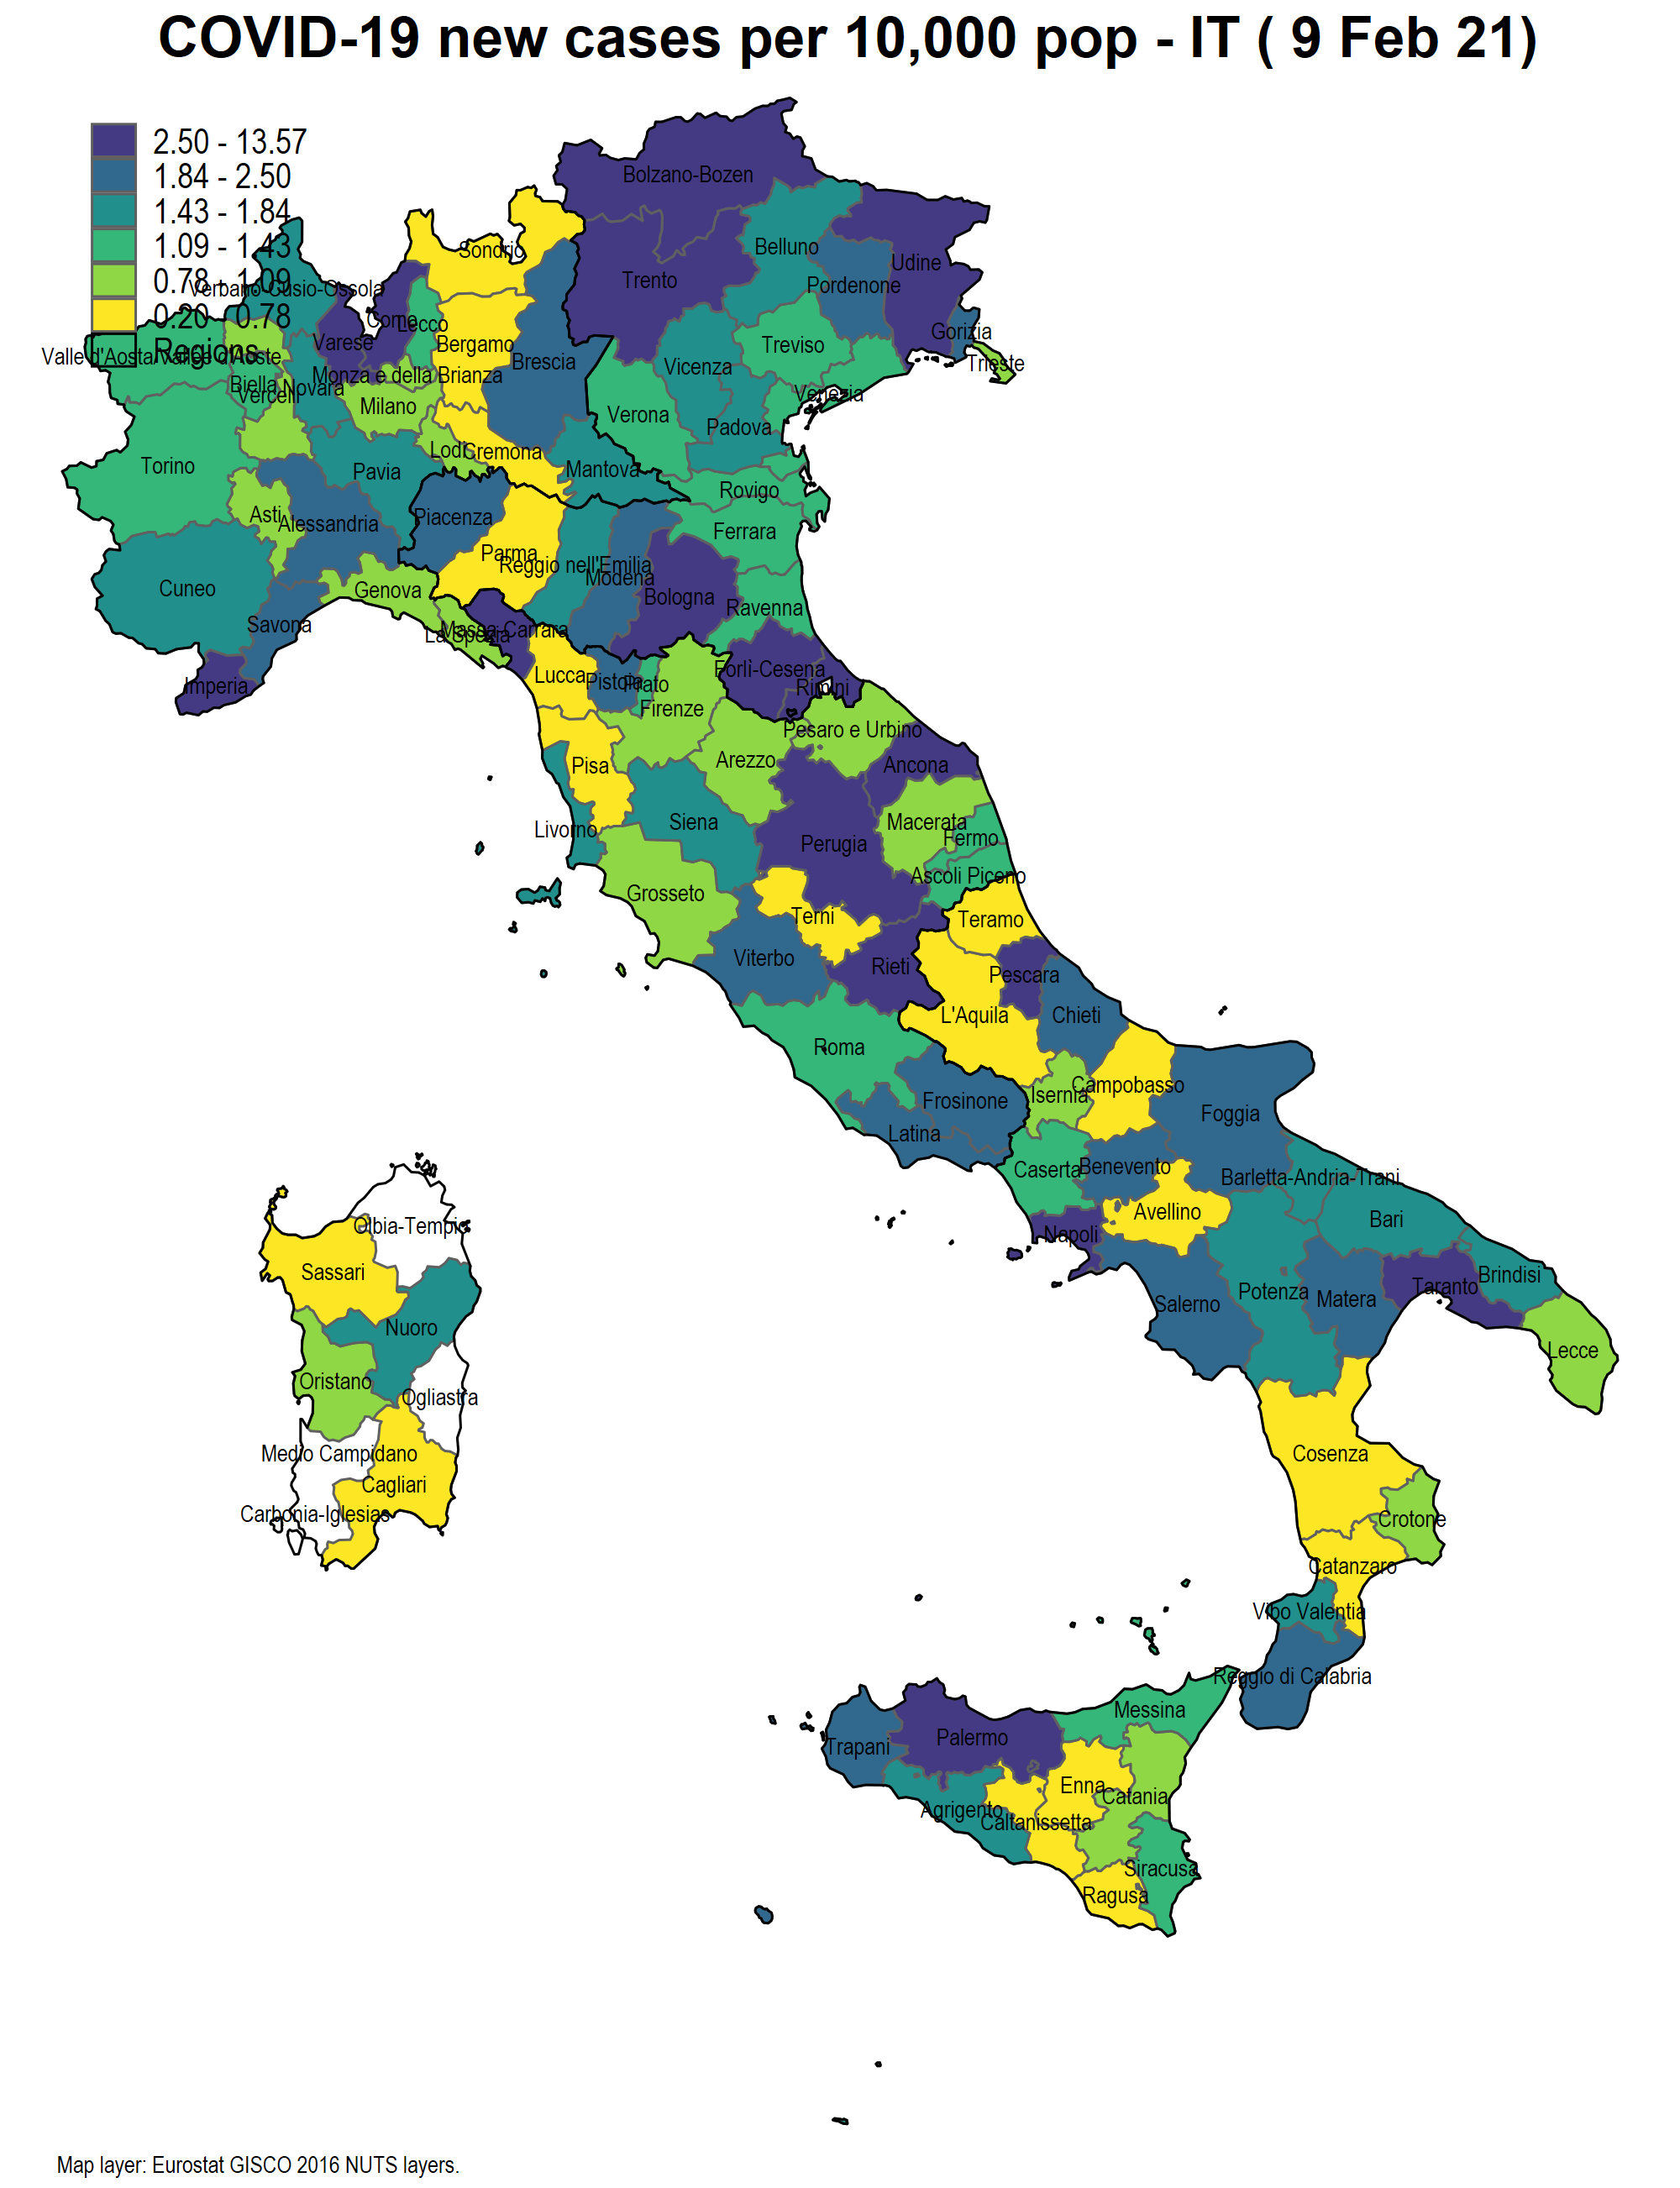 COVID-19 new cases per 10,000 pop - IT ( 9 Feb 21)
2.50 - 13.57
1.84 - 2.50
1.43 - 1.84
1.09 - 1.43
0.78 - 1.09
0.20 - 0.78
Regions
Bolzano-Bozen
Sondrio
Belluno
Udine
Trento
Pordenone
Verbano-Cusio-Ossola
Como
Lecco
Gorizia
Varese
Bergamo
Treviso
Valle d'Aosta/Vallée d'Aoste
Brescia
Vicenza
Trieste
Monza e della Brianza
Biella
Novara
Vercelli
Venezia
Milano
Verona
Padova
Lodi
Cremona
Torino
Pavia
Mantova
Rovigo
Asti
Alessandria
Piacenza
Ferrara
Parma
Reggio nell'Emilia
Modena
Cuneo
Genova
Bologna
Ravenna
Savona
La Spezia
Massa-Carrara
Forlì-Cesena
Lucca
Pistoia
Prato
Imperia
Rimini
Firenze
Pesaro e Urbino
Arezzo
Pisa
Ancona
Livorno
Siena
Macerata
Fermo
Perugia
Ascoli Piceno
Grosseto
Terni
Teramo
Viterbo
Rieti
Pescara
L'Aquila
Chieti
Roma
Campobasso
Isernia
Frosinone
Foggia
Latina
Caserta
Benevento
Barletta-Andria-Trani
Avellino
Bari
Olbia-Tempio
Napoli
Sassari
Brindisi
Potenza
Taranto
Salerno
Matera
Nuoro
Lecce
Oristano
Ogliastra
Medio Campidano
Cosenza
Cagliari
Carbonia-Iglesias
Crotone
Catanzaro
Vibo Valentia
Reggio di Calabria
Messina
Palermo
Trapani
Enna
Catania
Agrigento
Caltanissetta
Siracusa
Ragusa
Map layer: Eurostat GISCO 2016 NUTS layers.